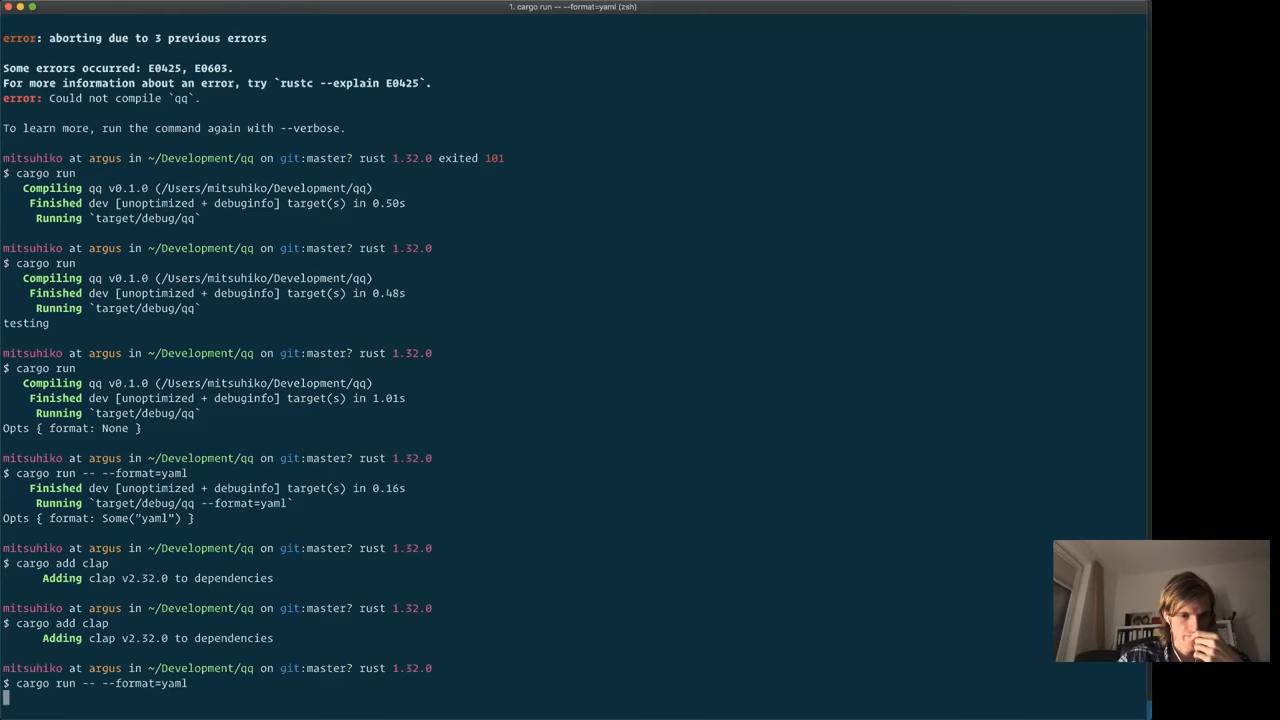 1. cargo run -- --format=yaml (zsh)
error: aborting due to 3 previous errors
Some errors occurred: E0425, E0603.
For more information about an error, try `rustc --explain E0425`.
error: Could not compile `qq`.
To learn more, run the command again with --verbose.
mitsuhiko at argus in ~/Development/qq on git:master? rust 1.32.0 exited 101
$ cargo run
Compiling qq v0.1.0 (/Users/mitsuhiko/Development/qq)
Finished dev [unoptimized + debuginfo] target(s) in 0.50s
Running `target/debug/qq`
mitsuhiko at argus in ~/Development/qq on git:master? rust 1.32.0
$ cargo run
Compiling qq v0.1.0 (/Users/mitsuhiko/Development/qq)
Finished dev [unoptimized + debuginfo] target(s) in 0.48s
Running `target/debug/qq`
testing
mitsuhiko at argus in ~/Development/qq on git:master? rust 1.32.0
$ cargo run
Compiling qq v0.1.0 (/Users/mitsuhiko/Development/qq)
Finished dev [unoptimized + debuginfo] target(s) in 1.01s
Running `target/debug/qq`
Opts { format: None }
mitsuhiko at argus in ~/Development/qq on git:master? rust 1.32.0
$ cargo run -- --format=yaml
Finished dev [unoptimized + debuginfo] target(s) in 0.16s
Running `target/debug/qq --format=yaml`
Opts { format: Some("yaml") }
mitsuhiko at argus in ~/Development/qq on git:master? rust 1.32.0
$ cargo add clap
Adding clap v2.32.0 to dependencies
mitsuhiko at argus in ~/Development/qq on git:master? rust 1.32.0
$ cargo add clap
Adding clap v2.32.0 to dependencies
mitsuhiko at argus in ~/Development/qq on git:master? rust 1.32.0
$ cargo run -- --format=yaml